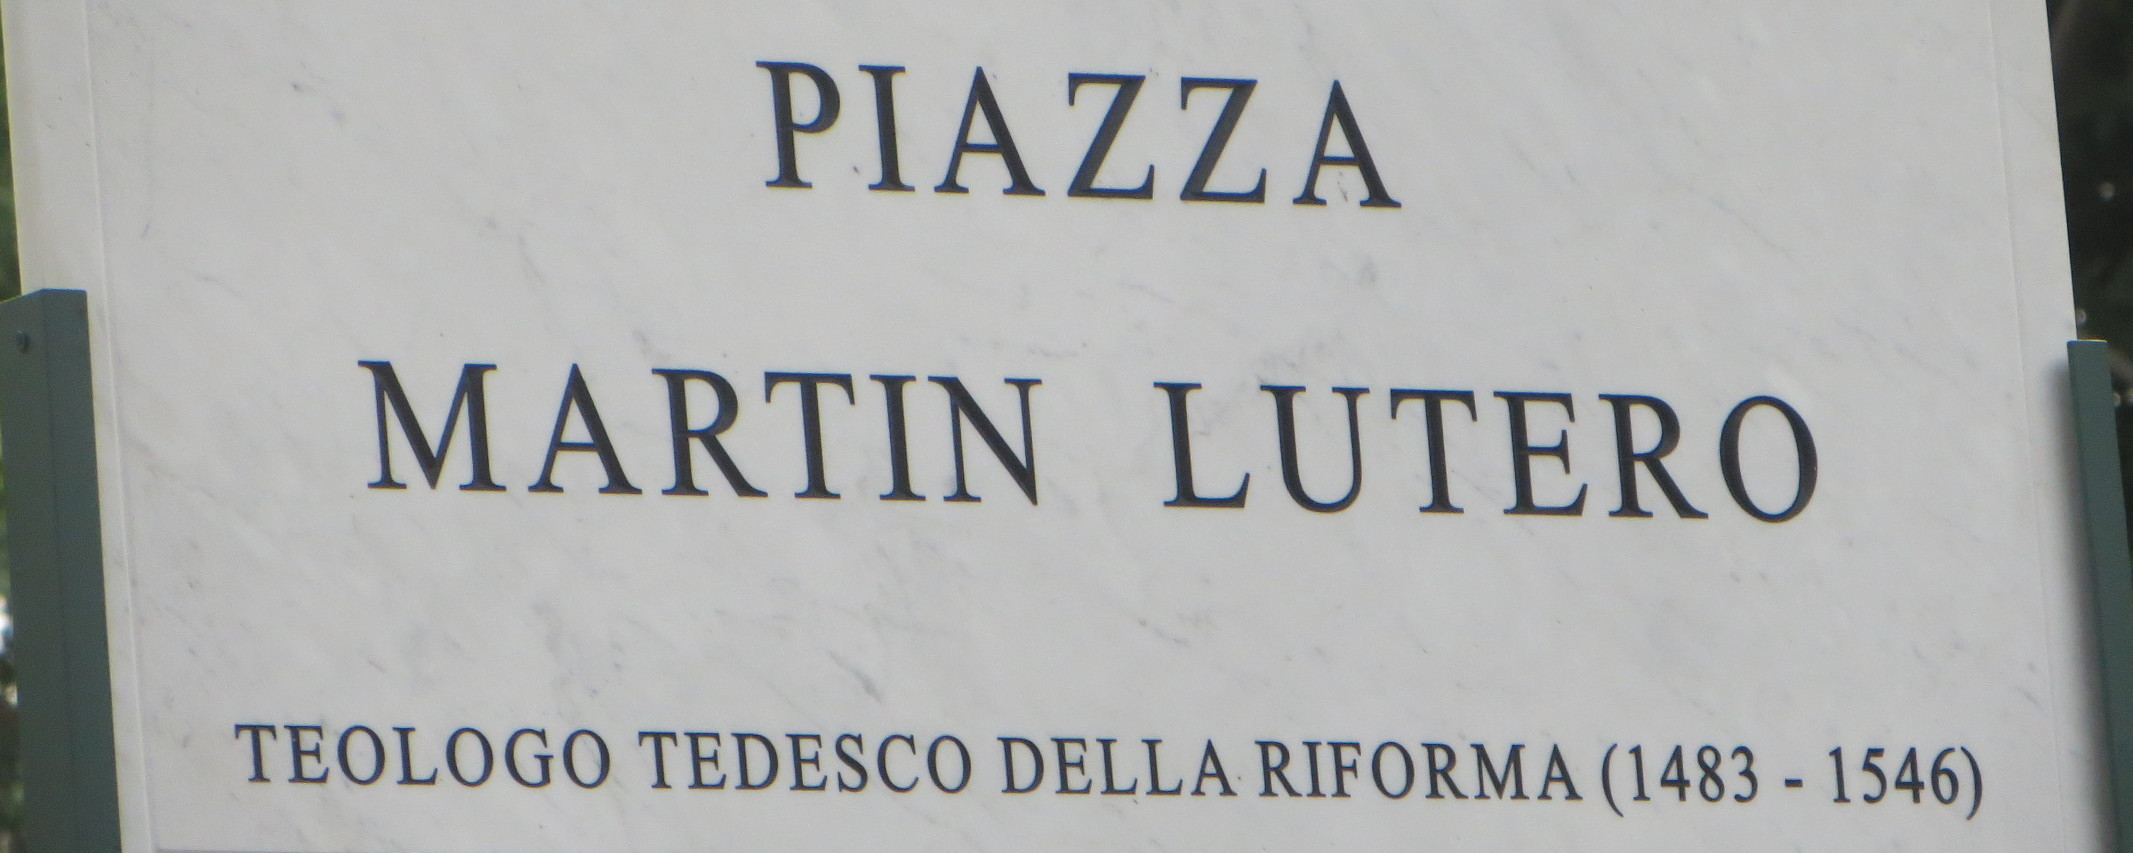 PIAZZA
MARTIN LUTERO
TEOLOGO TEDESCO DELLA RIFORMA (1483 - 1546)